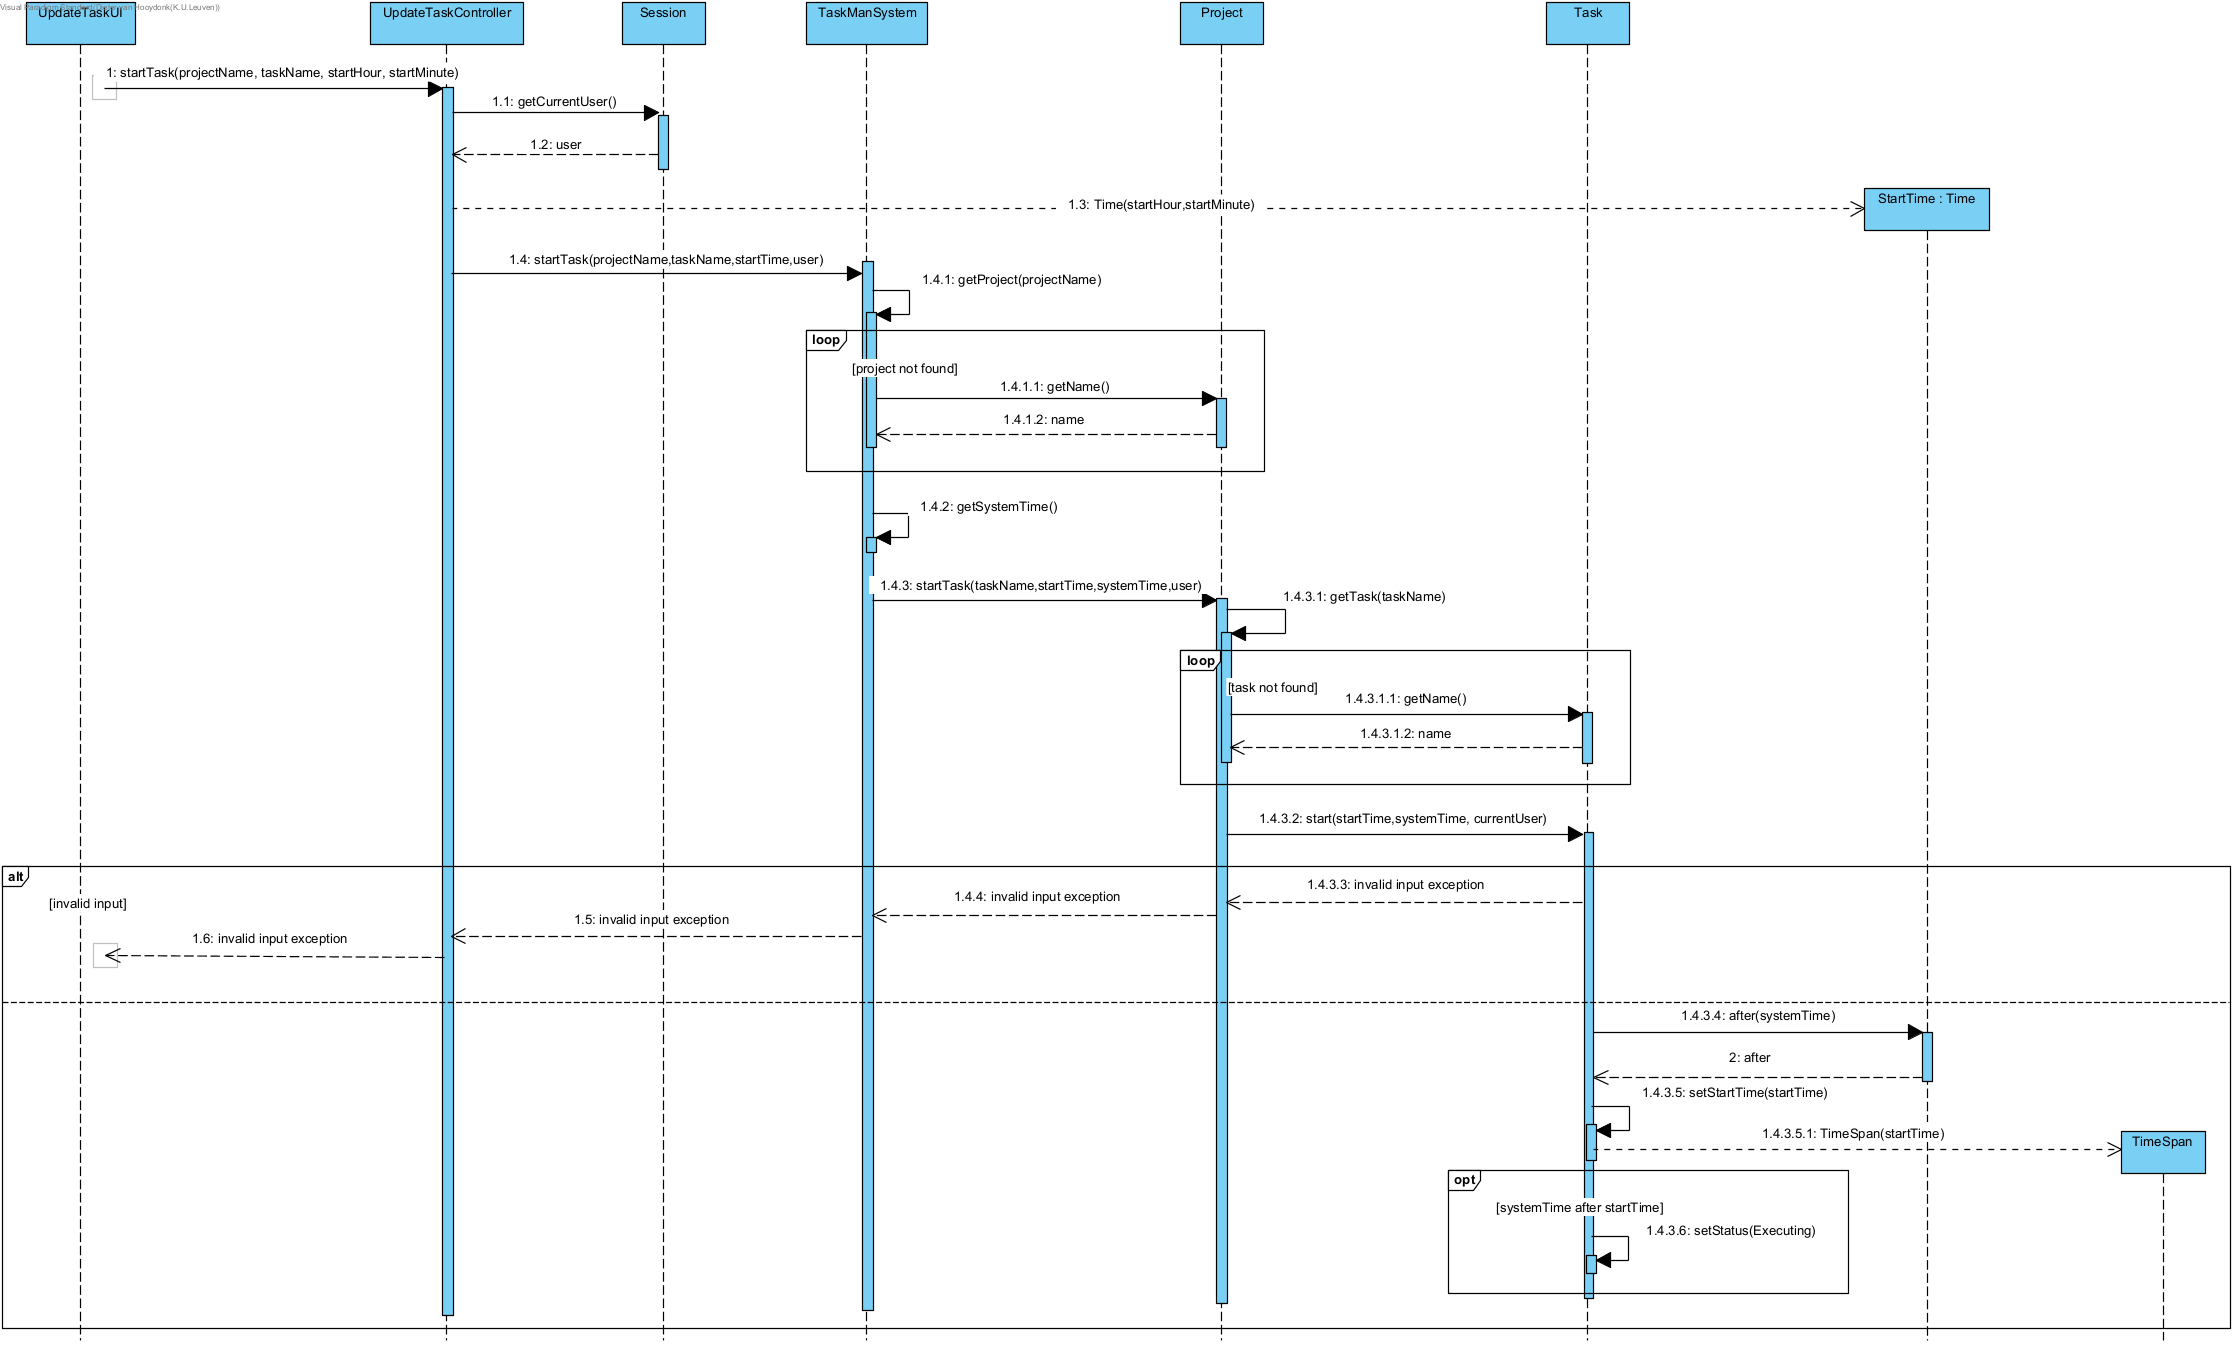 UpdateTaskUI
UpdateTaskController
Session
TaskManSystem
Project
Task
1: startTask(projectName, taskName, startHour, startMinute)
1.1: getCurrentUser()
1.2: user
1.3: Time(startHour,startMinute)
StartTime : Time
1.4: startTask(projectName,taskName,startTime,user)
1.4.1: getProject(projectName)
loop
[project not found]
1.4.1.1: getName()
1.4.1.2: name
1.4.2: getSystemTime()
1.4.3: startTask(taskName,startTime,systemTime,user)
1.4.3.1: getTask(taskName)
loop
[task not found]
1.4.3.1.1: getName()
1.4.3.1.2: name
1.4.3.2: start(startTime,systemTime, currentUser)
alt
[invalid input]
1.4.3.3: invalid input exception
1.4.4: invalid input exception
1.5: invalid input exception
1.6: invalid input exception
1.4.3.4: after(systemTime)
2: after
1.4.3.5: setStartTime(startTime)
1.4.3.5.1: TimeSpan(startTime)
TimeSpan
opt
[systemTime after startTime]
1.4.3.6: setStatus(Executing)